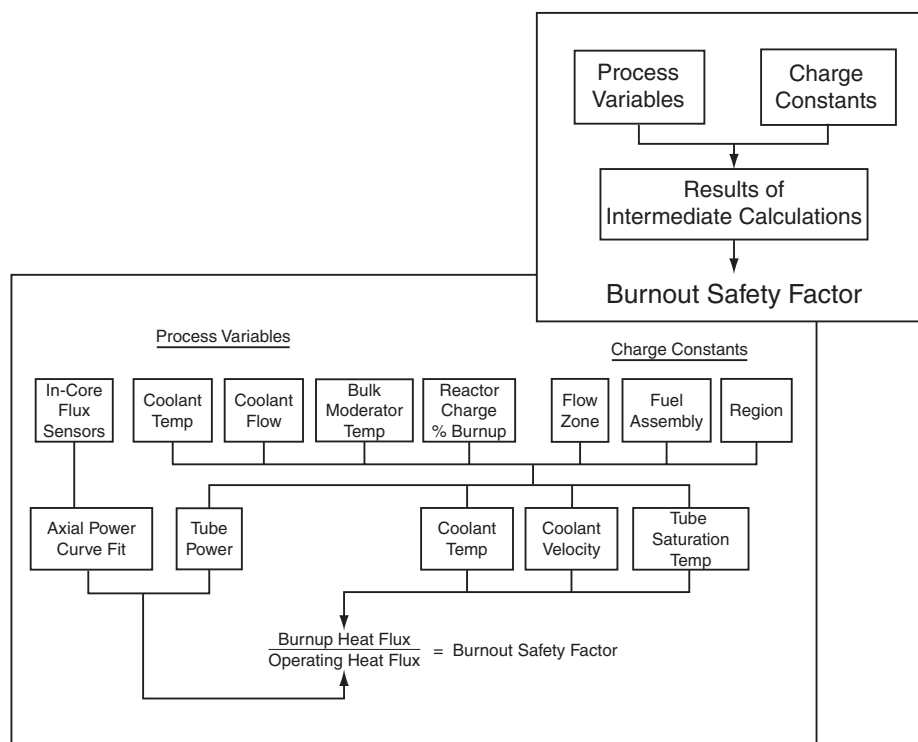 Process
Variables
Charge
Constants
Results of
Intermediate Calculations
Burnout Safety Factor
Process Variables
Charge Constants
In-Core
Flux
Sensors
Coolant
Temp
Coolant
Flow
Bulk
Moderator
Temp
Reactor
Charge
% Burnup
Flow
Zone
Fuel
Assembly
Region
Axial Power
Curve Fit
Tube
Power
Coolant
Temp
Coolant
Velocity
Tube
Saturation
Temp
Burnup Heat Flux
Operating Heat Flux
= Burnout Safety Factor